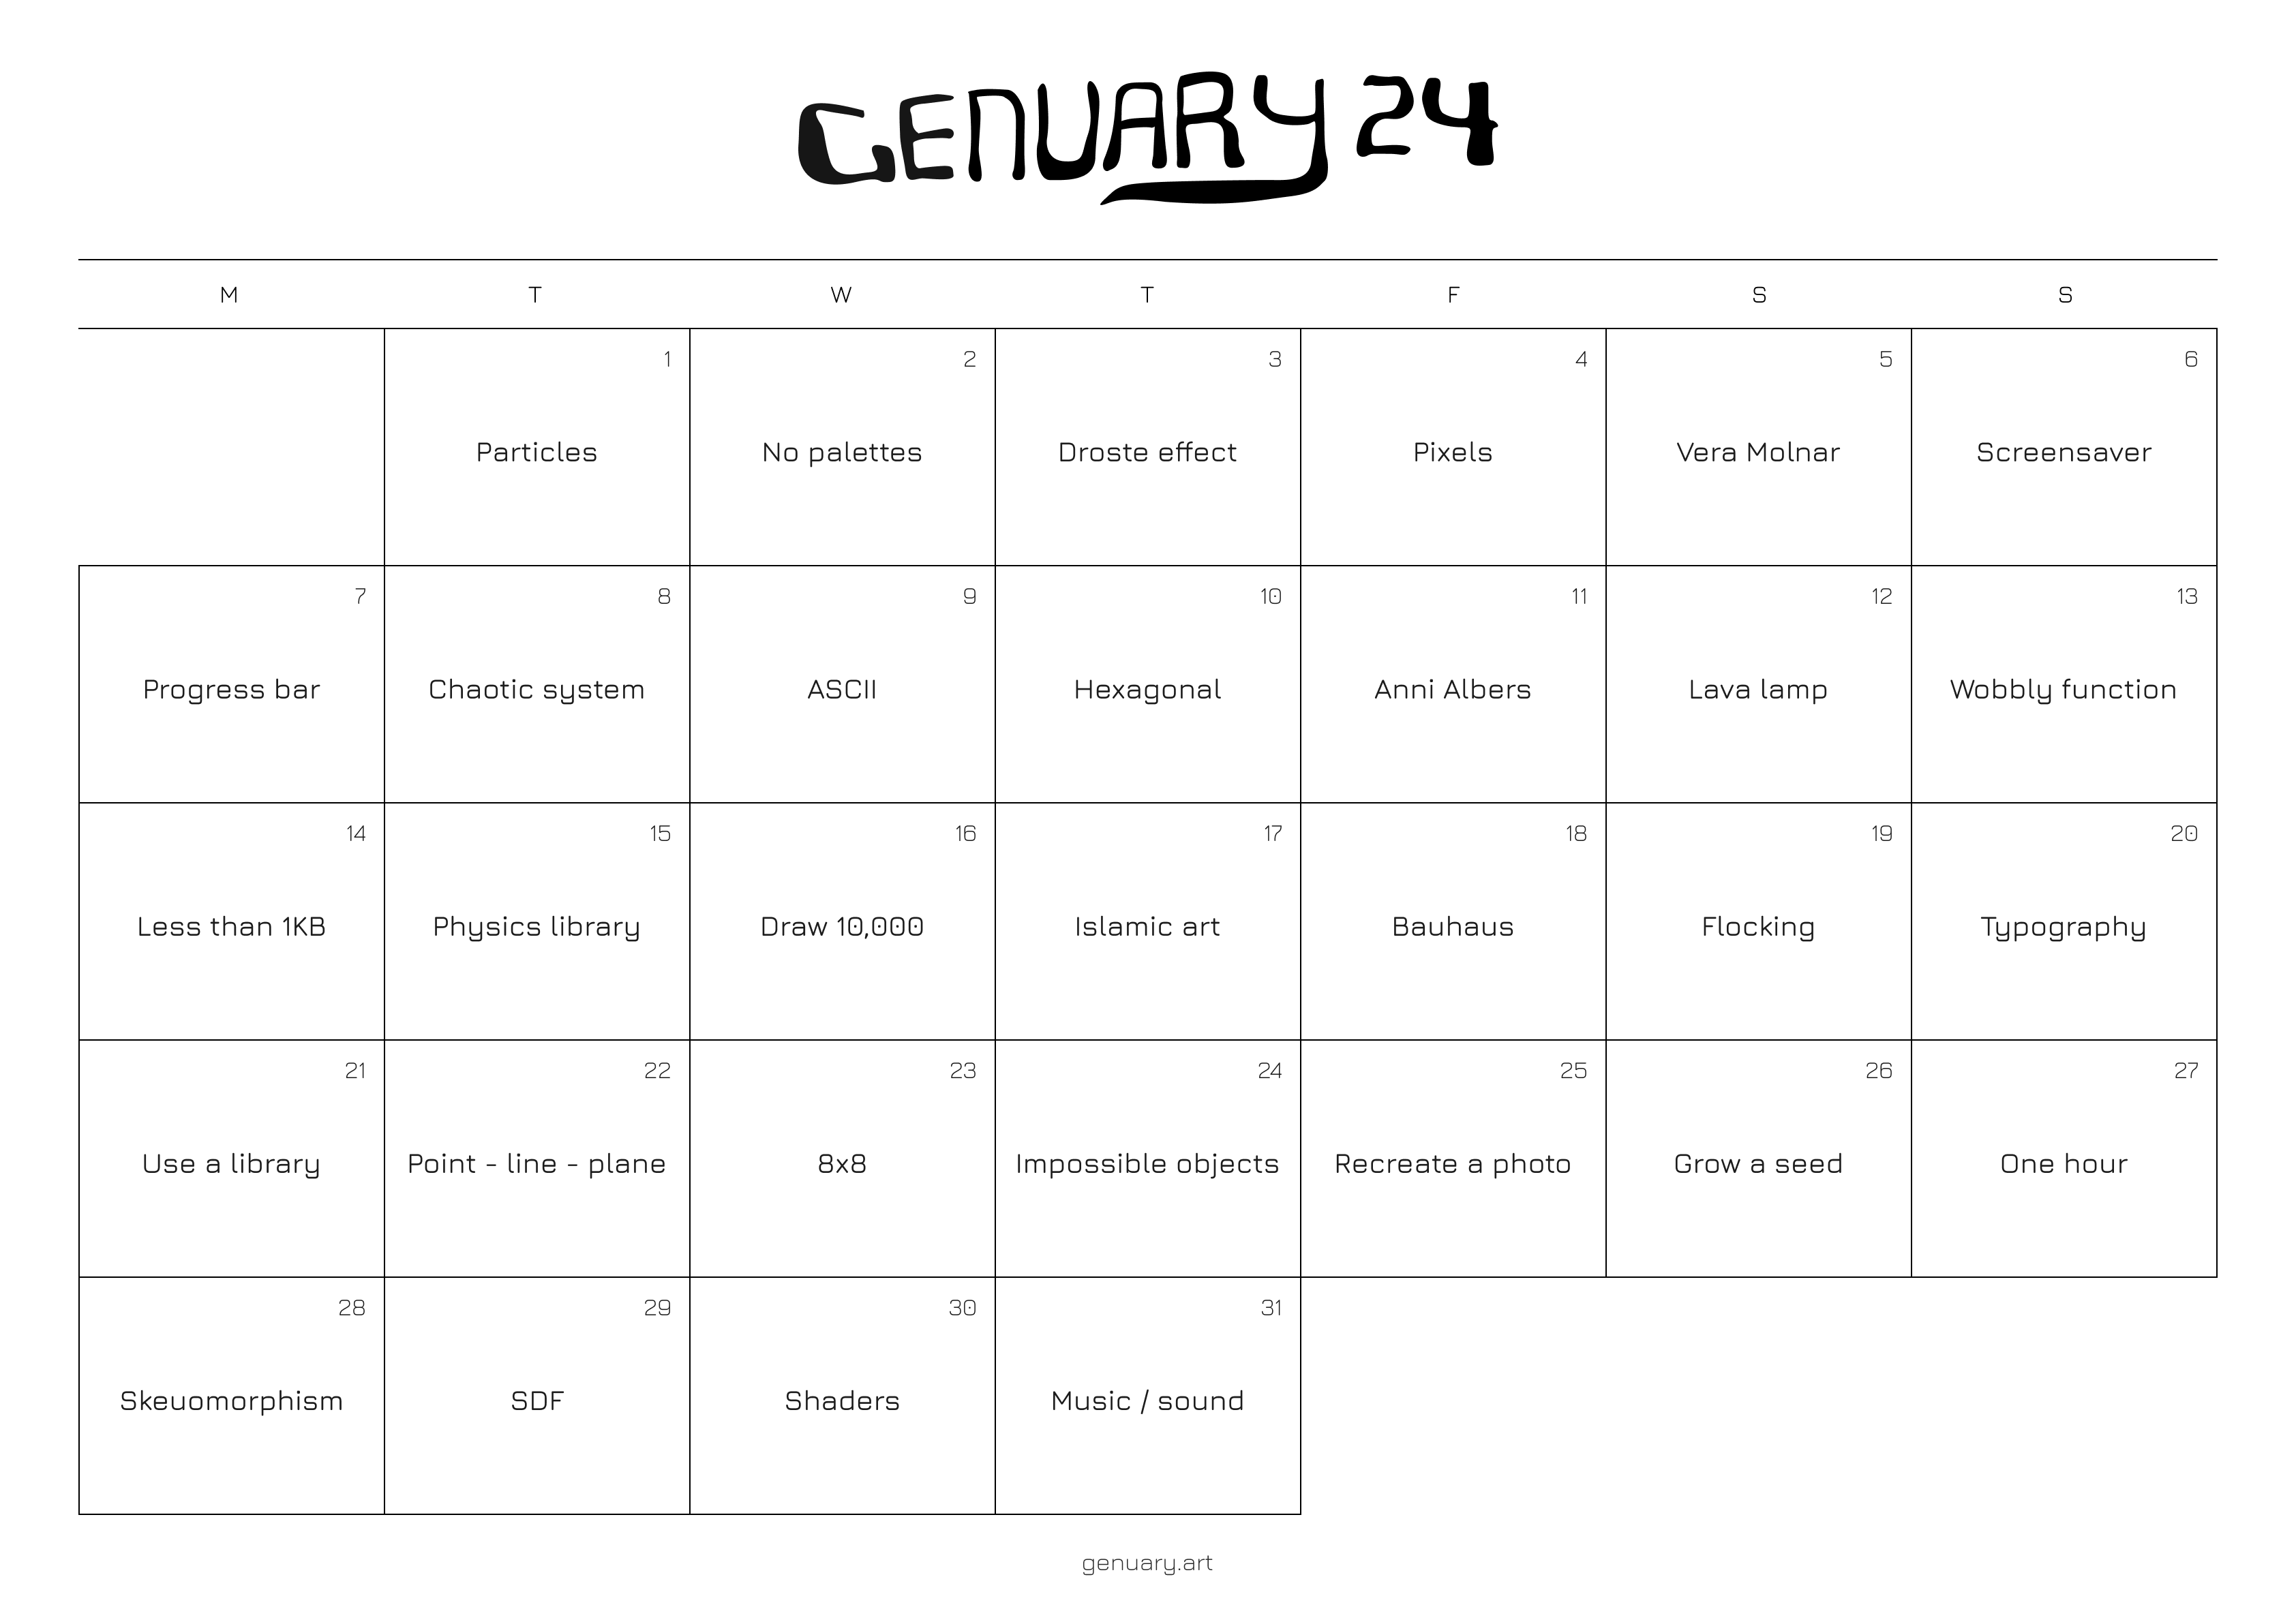 GENUARY 24
M T W T F S S
1 2 3 4 5 6
Particles No palettes Droste effect Pixels Vera Molnar Screensaver
7 8 9 10 11 12 13
Progress bar Chaotic system ASCII Hexagonal Anni Albers Lava lamp Wobbly function
14 15 16 17 18 19 20
Less than 1KB Physics library Draw 10,000 Islamic art Bauhaus Flocking Typography
21 22 23 24 25 26 27
Use a library Point - line - plane 8x8 Impossible objects Recreate a photo Grow a seed One hour
28 29 30 31
Skeuomorphism SDF Shaders Music / sound
genuary.art